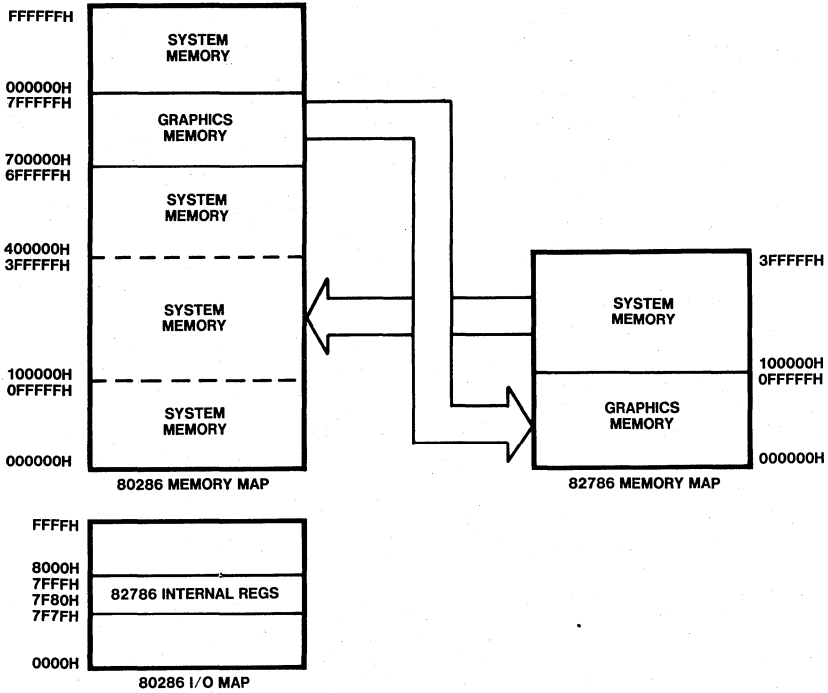 FFFFFFH
SYSTEM
MEMORY
000000H
7FFFFFH
GRAPHICS
MEMORY
700000H
6FFFFFH
SYSTEM
MEMORY
400000H
3FFFFFH
SYSTEM
MEMORY
100000H
0FFFFFH
SYSTEM
MEMORY
000000H
80286 MEMORY MAP
3FFFFFH
SYSTEM
MEMORY
100000H
0FFFFFH
GRAPHICS
MEMORY
000000H
82786 MEMORY MAP
FFFFH
8000H
7FFFH
82786 INTERNAL REGS
7F80H
7F7FH
0000H
80286 I/O MAP